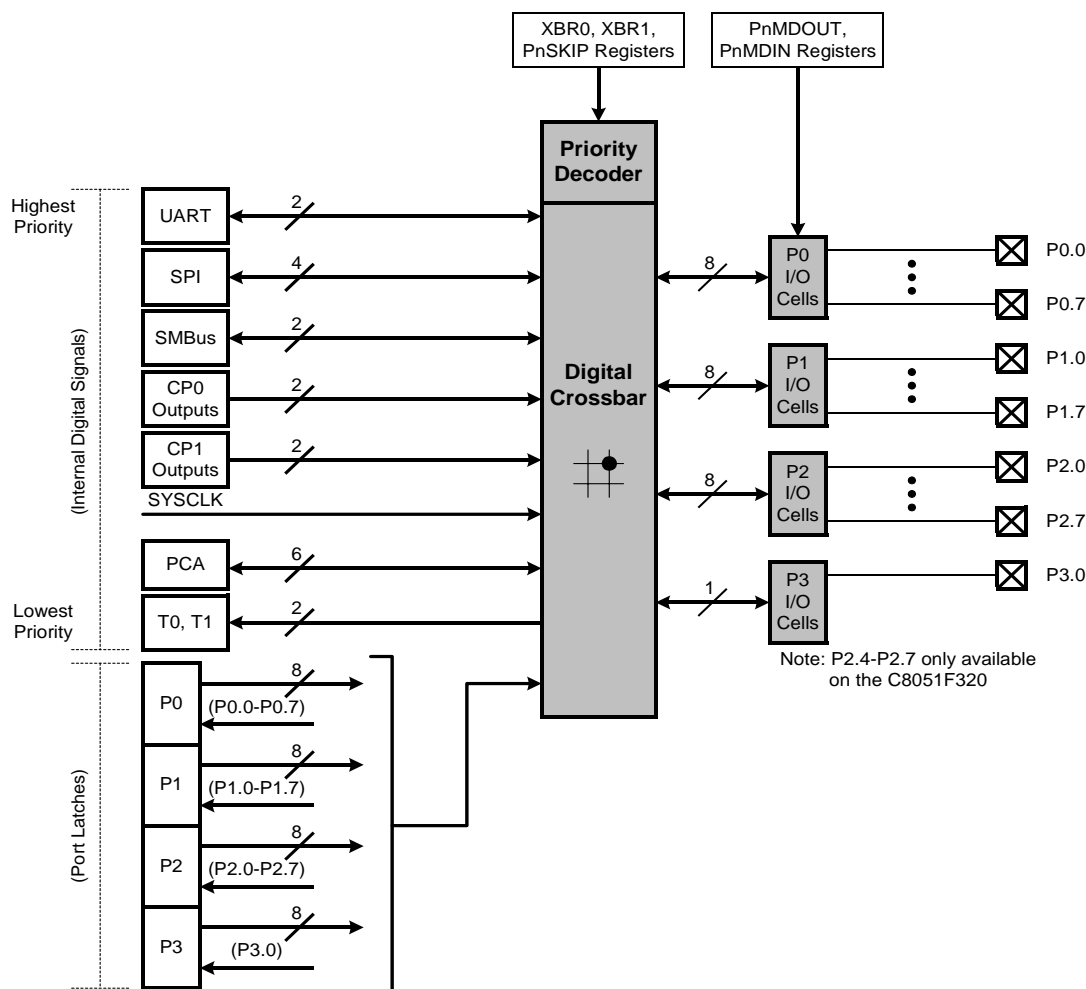 XBR0, XBR1,
PnSKIP Registers
PnMDOUT,
PnMDIN Registers
Priority
Decoder
Highest
Priority
(Internal Digital Signals)
Lowest
Priority
UART
2
SPI
4
SMBus
2
CP0
Outputs
2
CP1
Outputs
2
SYSCLK
PCA
6
T0, T1
2
Digital
Crossbar
8
P0
I/O
Cells
P0.0
P0.7
8
P1
I/O
Cells
P1.0
P1.7
8
P2
I/O
Cells
P2.0
P2.7
1
P3
I/O
Cells
P3.0
Note: P2.4-P2.7 only available
on the C8051F320
(Port Latches)
P0
8
(P0.0-P0.7)
P1
8
(P1.0-P1.7)
P2
8
(P2.0-P2.7)
P3
8
(P3.0)